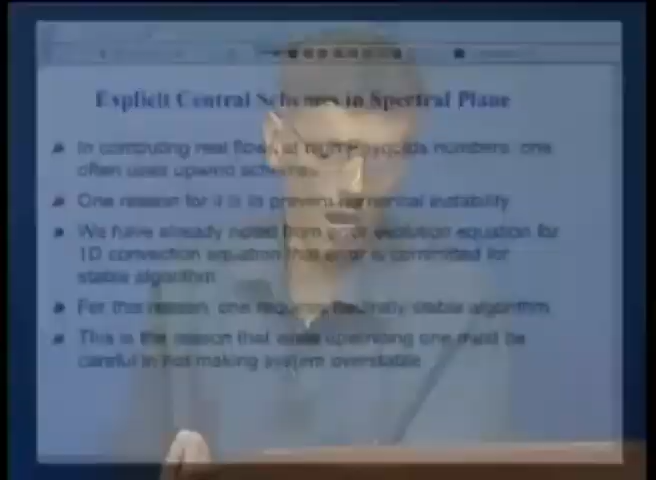 Explicit Central Schemes in Spectral Plane
In computing real flows at high Reynolds numbers, one
often uses upwind schemes
One reason for it is to prevent numerical instability
We have already noted from error evolution equation for
1D convection equation that error is committed for
stable algorithm
For this reason, one requires neutrally stable algorithm
This is the reason that while upwinding one must be
careful in not making system overstable